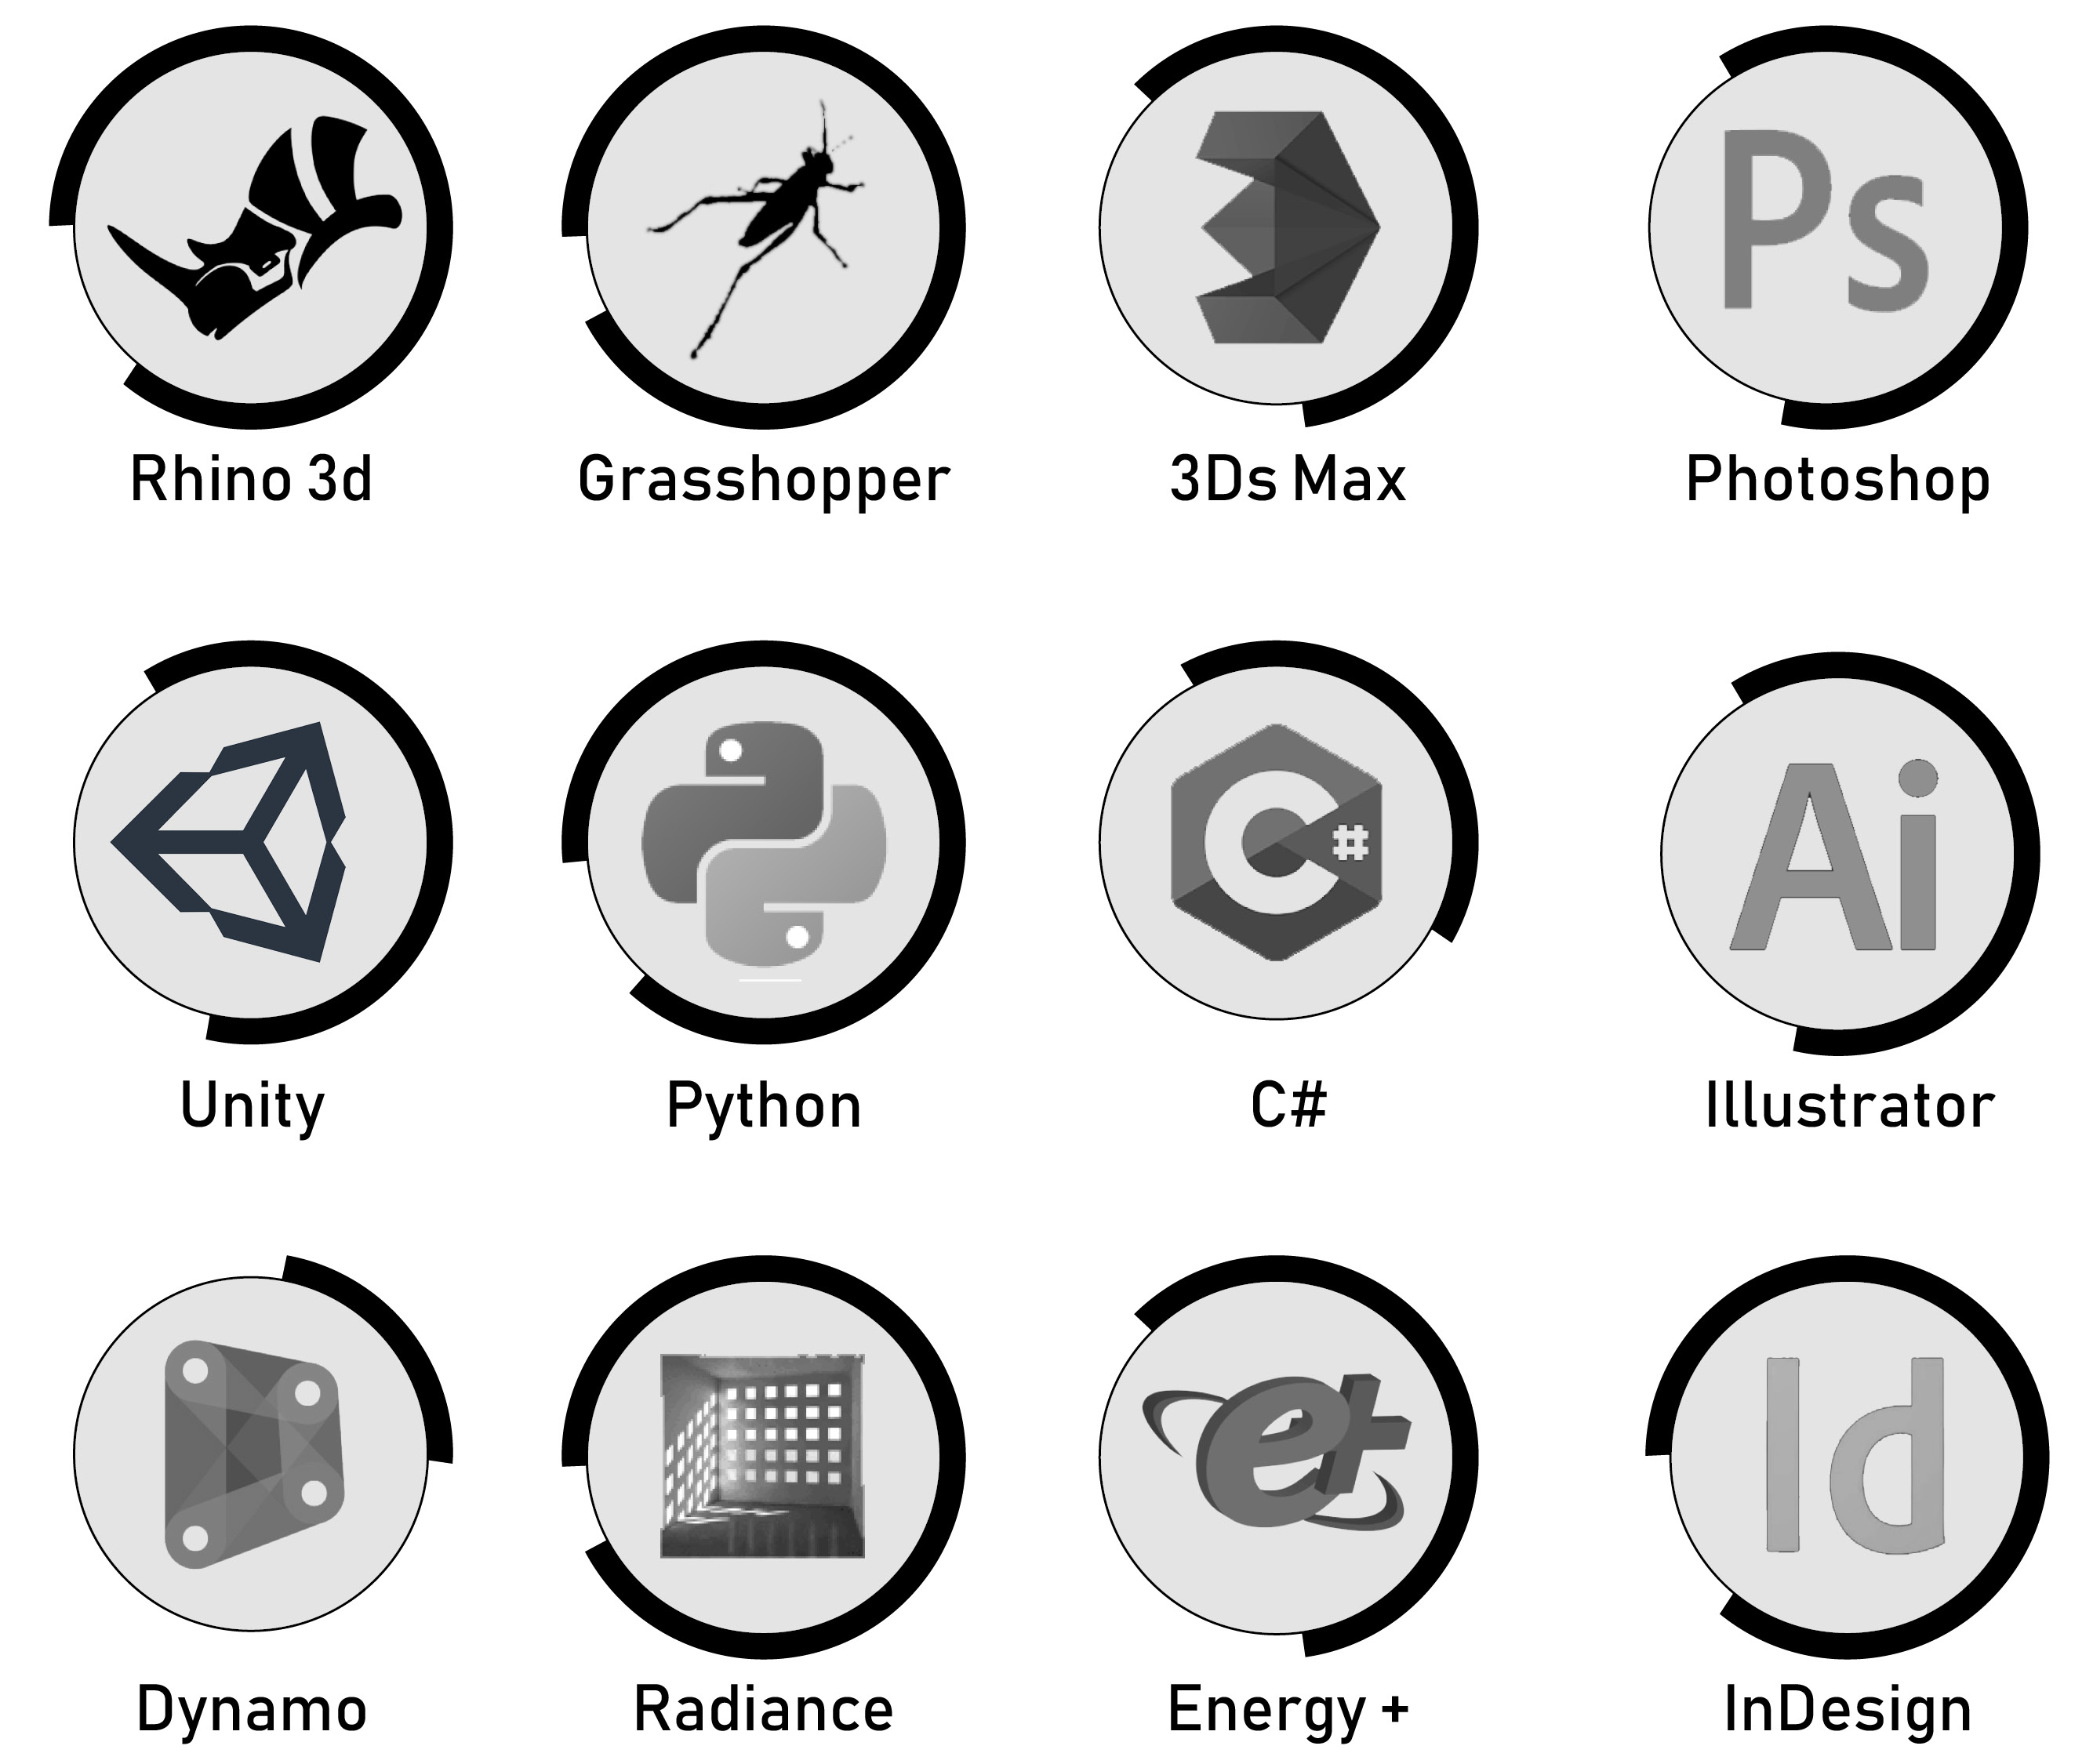 Ps
Rhino 3d
Grasshopper
3Ds Max
Photoshop
C#
Ai
Unity
Python
C#
Illustrator
e+
Id
Dynamo
Radiance
Energy +
InDesign